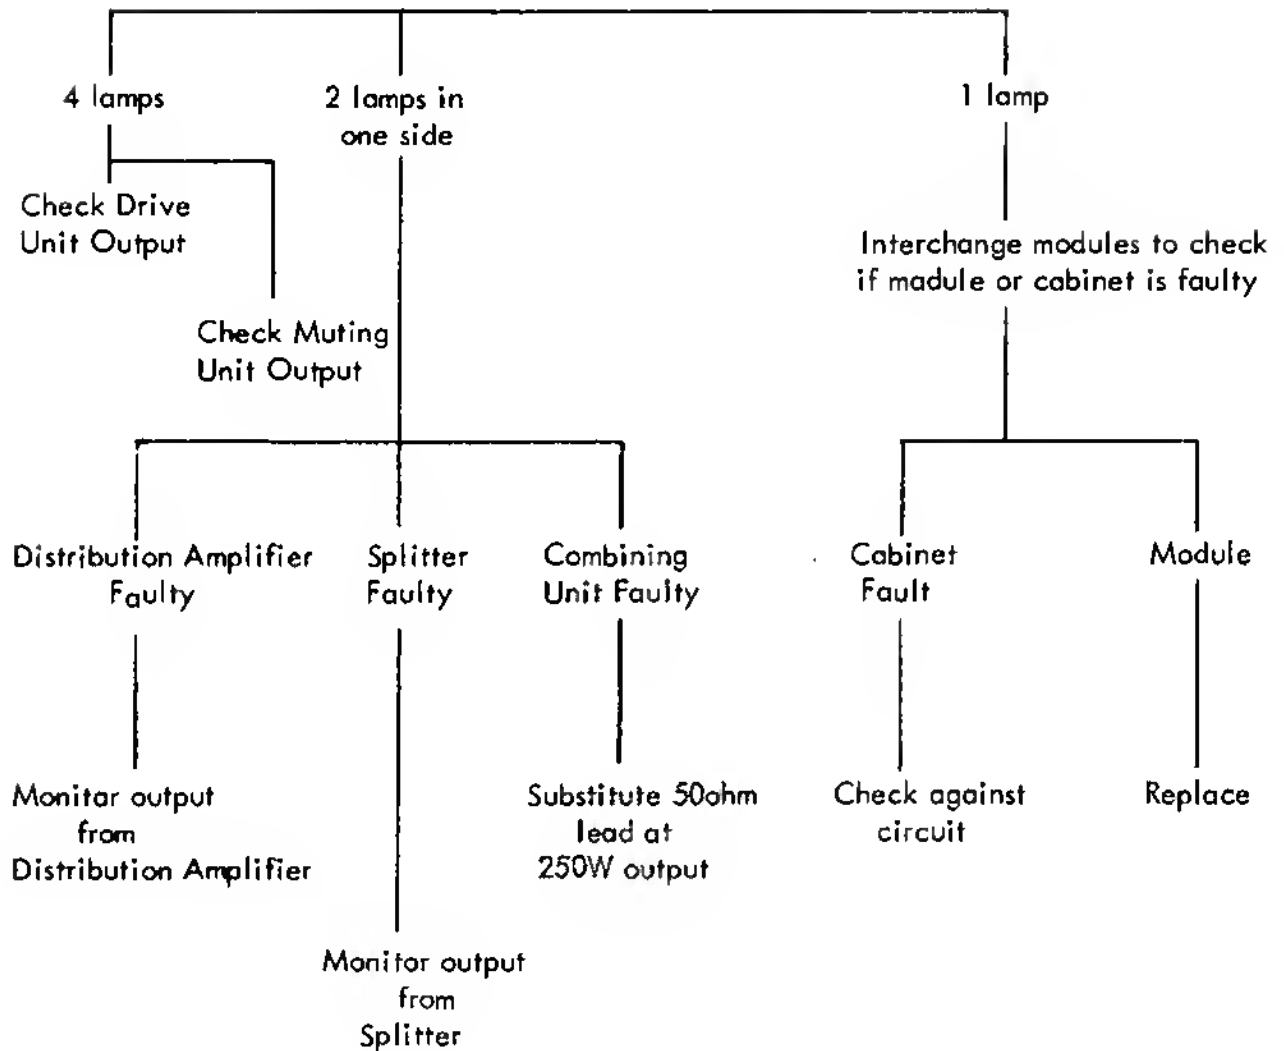 4 lamps
2 lamps in
one side
1 lamp
Check Drive
Unit Output
Interchange modules to check
if madule or cabinet is faulty
Check Muting
Unit Output
Distribution Amplifier
Faulty
Splitter
Faulty
Combining
Unit Faulty
Cabinet
Fault
Module
Monitar output
from
Distribution Amplifier
Substitute 50ohm
lead at
250W output
Check against
circuit
Replace
Monitor output
from
Splitter